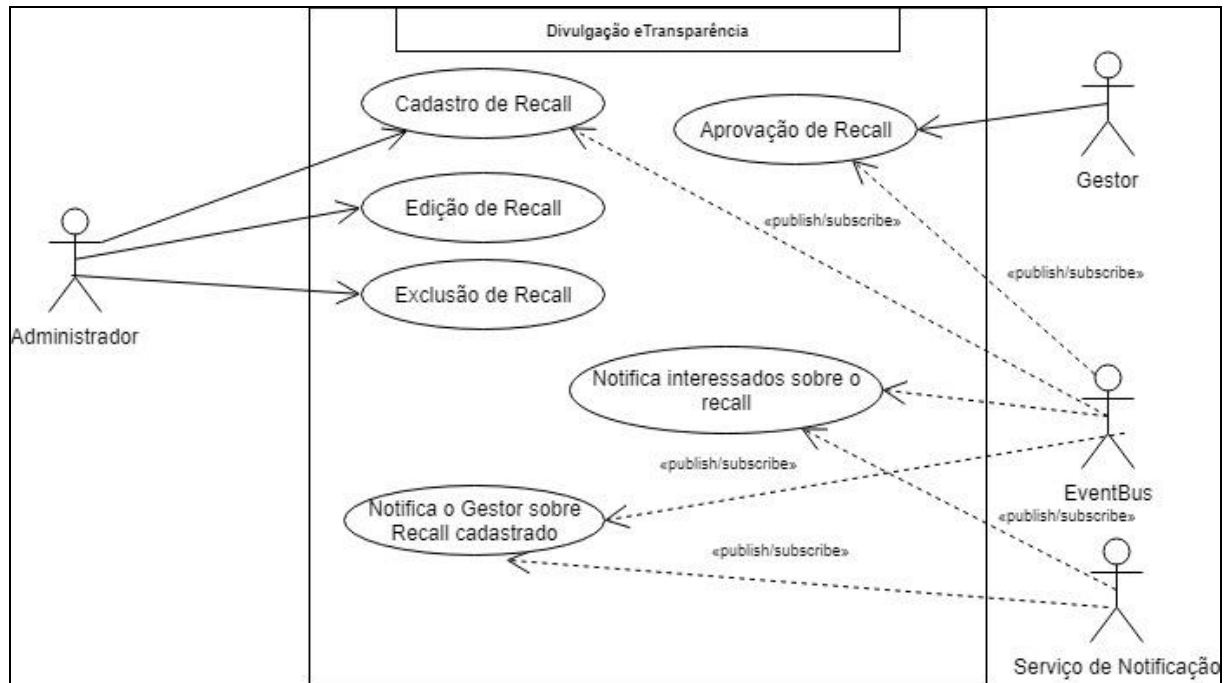 Divulgação eTransparência
Cadastro de Recall
Aprovação de Recall
Gestor
Edição de Recall
«publish/subscribe»
«publish/subscribe»
Exclusão de Recall
Administrador
Notifica interessados sobre o
recall
«publish/subscribe»
EventBus
Notifica o Gestor sobre
Recall cadastrado
«publish/subscribe»
«publish/subscribe»
Serviço de Notificação